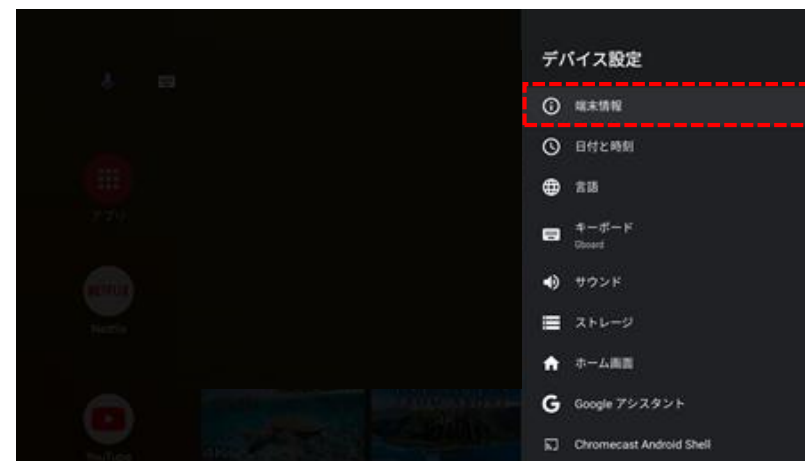 デバイス設定
端末情報
日付と時刻
言語
キーボード
Gboard
サウンド
ストレージ
ホーム画面
Google アシスタント
Chromecast Android Shell
アプリ
NETFLIX
Netflix
YouTube